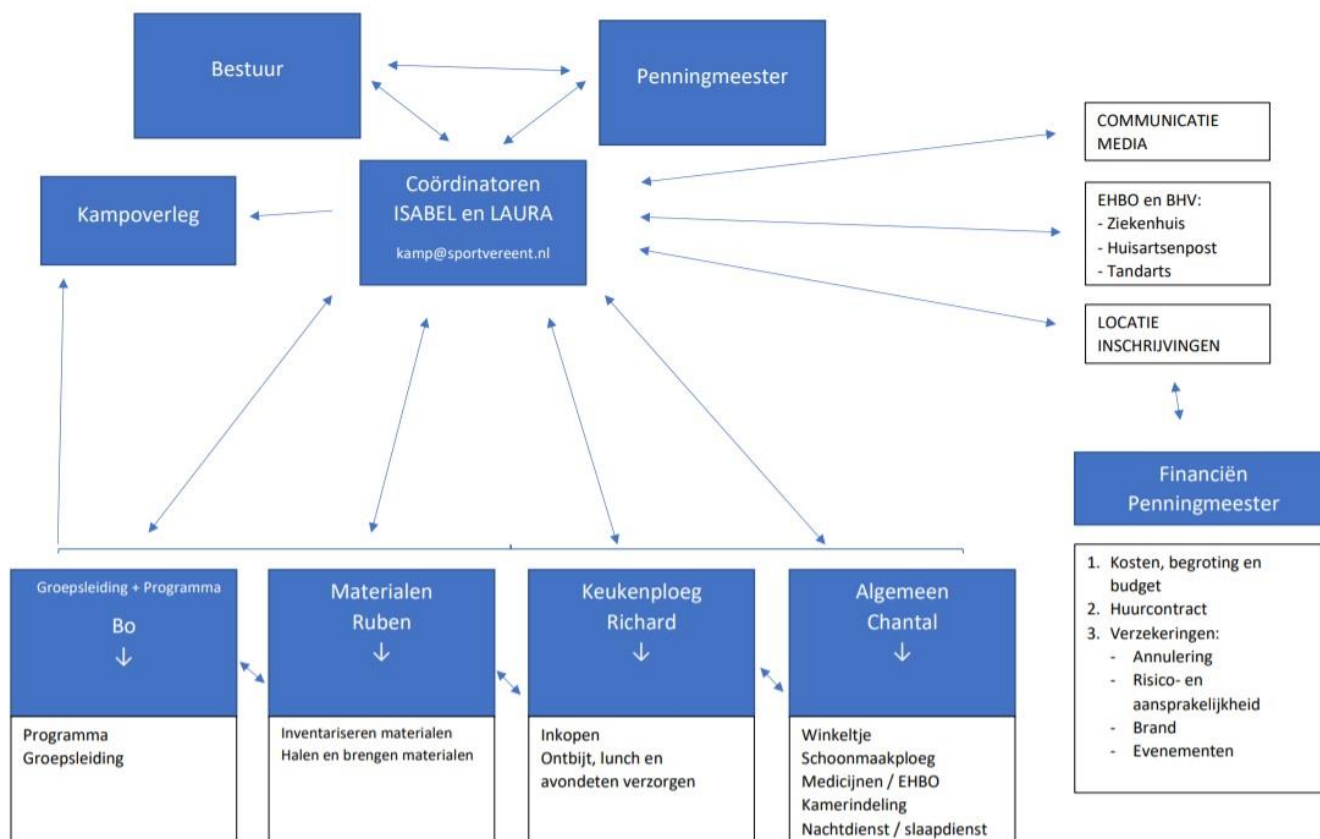 Bestuur
Penningmeester
Coördinatoren
ISABEL en LAURA
kamp@sportvereent.nl
Kampoverleg
COMMUNICATIE
MEDIA
EHBO en BHV:
- Ziekenhuis
- Huisartsenpost
- Tandarts
LOCATIE
INSCHRIJVINGEN
Financiën
Penningmeester
1. Kosten, begroting en
budget
2. Huurcontract
3. Verzekeringen:
- Annulering
- Risico- en
aansprakelijkheid
- Brand
- Evenementen
Groepsleiding + Programma
Bo
↓
Programma
Groepsleiding
Materialen
Ruben
↓
Inventariseren materialen
Halen en brengen materialen
Keukenploeg
Richard
↓
Inkopen
Ontbijt, lunch en
avondeten verzorgen
Algemeen
Chantal
↓
Winkeltje
Schoonmaakploeg
Medicijnen / EHBO
Kamerindeling
Nachtdienst / slaapdienst